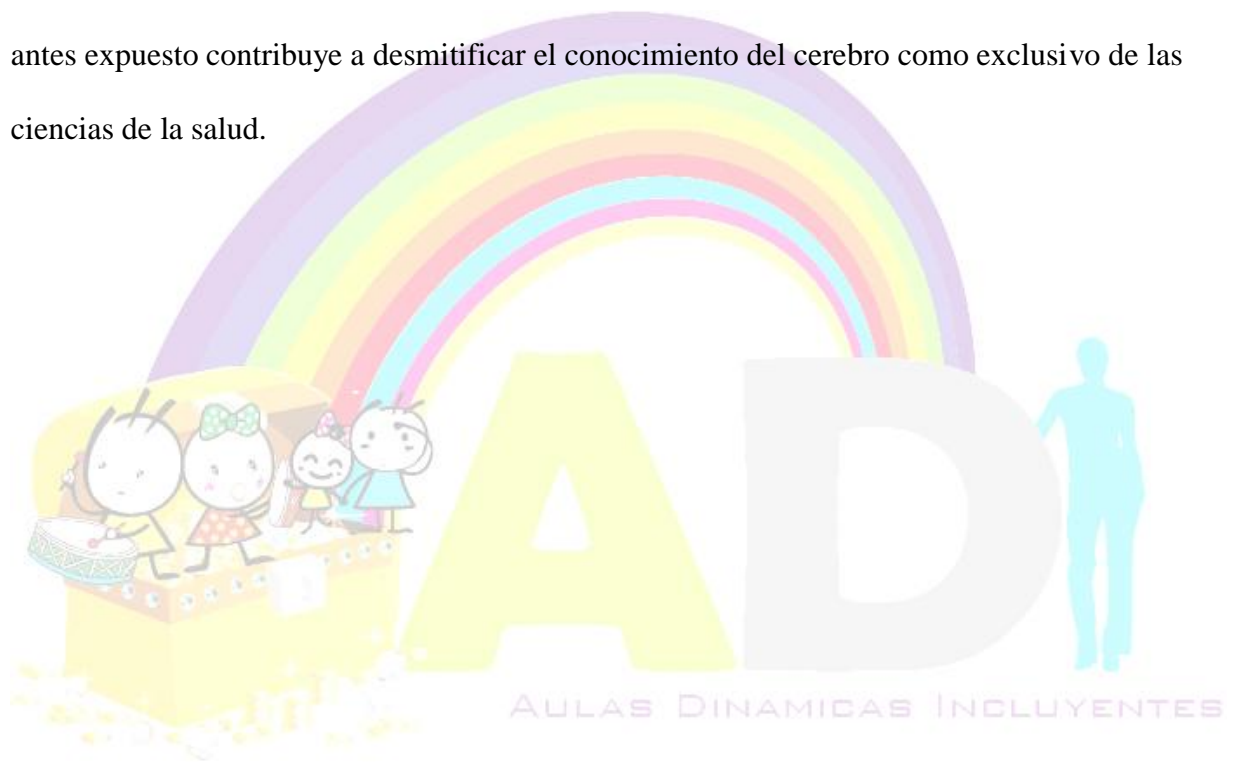 antes expuesto contribuye a desmitificar el conocimiento del cerebro como exclusivo de las
ciencias de la salud.
AD
AULAS DINAMICAS INCLUYENTES